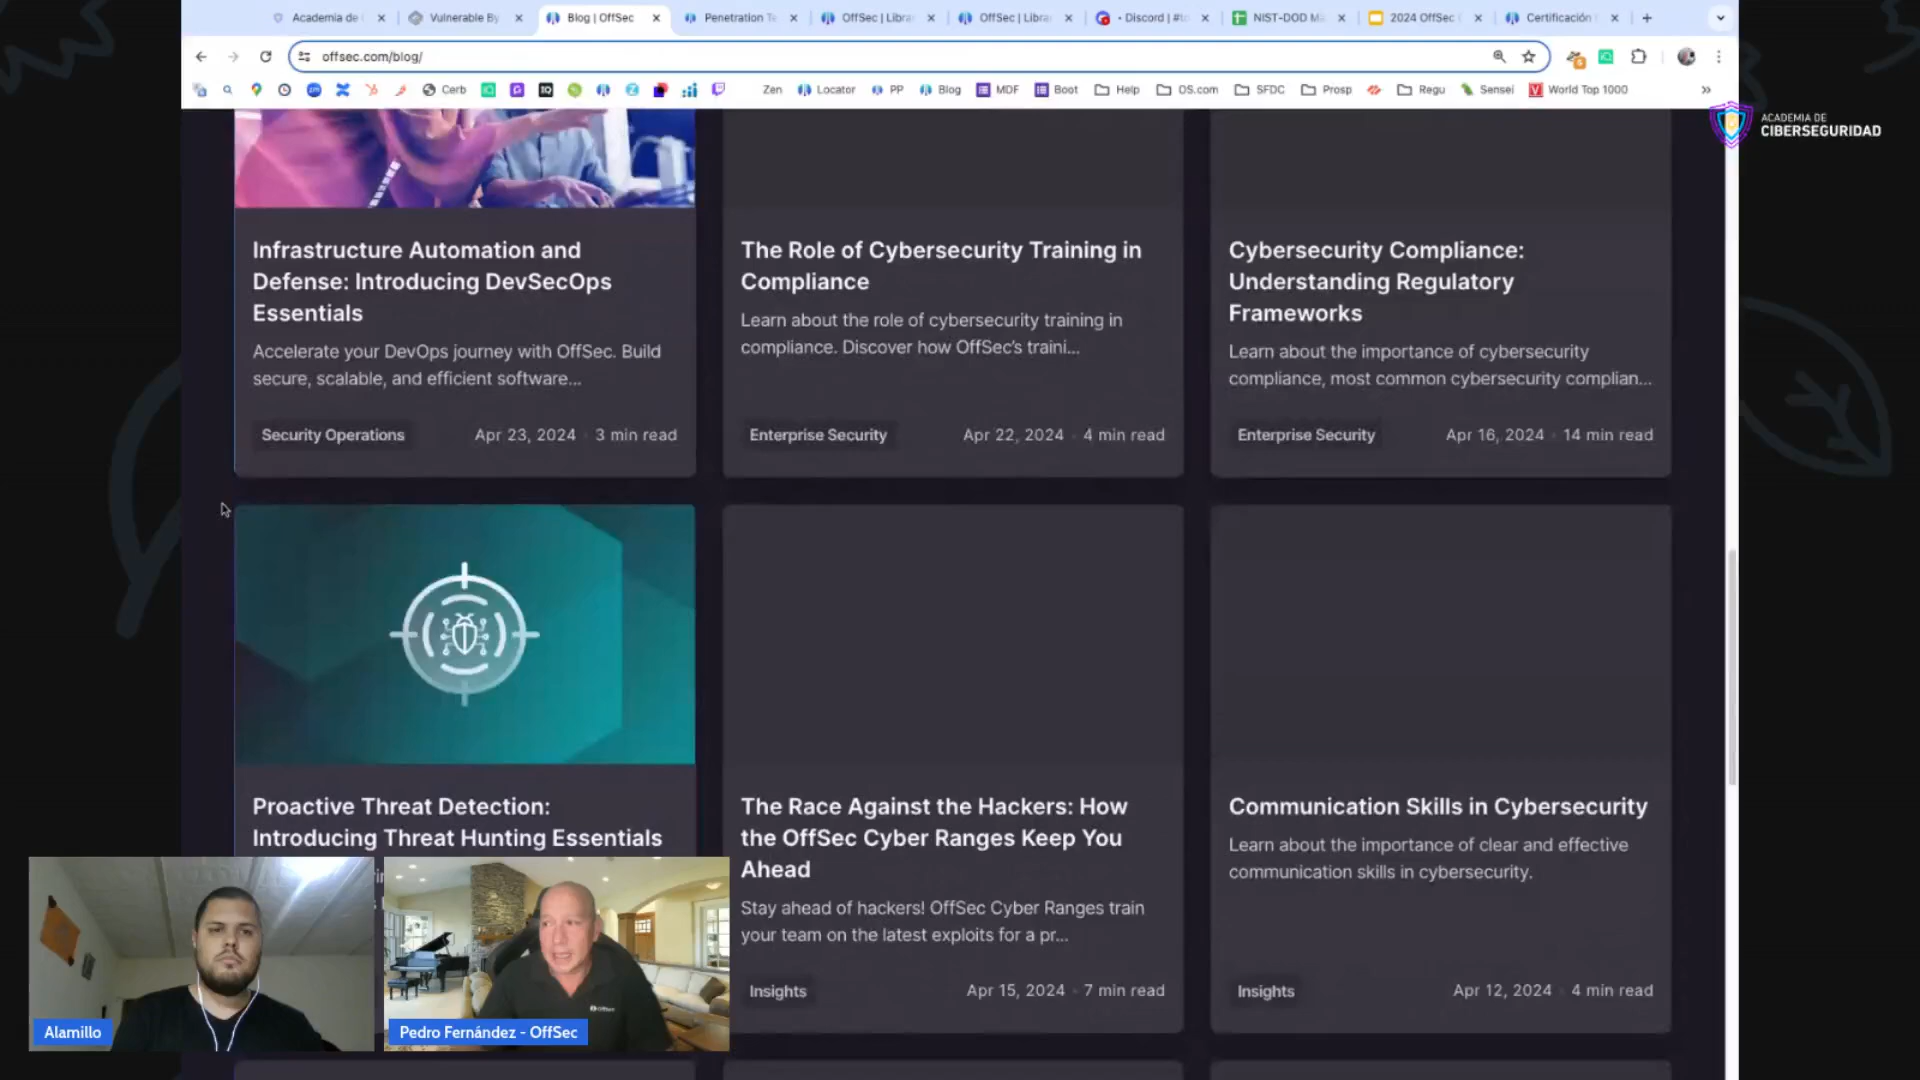 Academia de
Vulnerable By
Blog | OffSec
Penetration Te
OffSec | Libra
OffSec | Libra
• Discord | #to
NIST-DOD Ma
2024 OffSec
Certificación
offsec.com/blog/
Cerb
Zen
Locator
PP
Blog
MDF
Boot
Help
OS.com
SFDC
Prosp
Regu
Sensei
World Top 1000
ACADEMIA DE
CIBERSEGURIDAD
Infrastructure Automation and
Defense: Introducing DevSecOps
Essentials
Accelerate your DevOps journey with OffSec. Build
secure, scalable, and efficient software...
Security Operations
Apr 23, 2024 · 3 min read
The Role of Cybersecurity Training in
Compliance
Learn about the role of cybersecurity training in
compliance. Discover how OffSec’s traini...
Enterprise Security
Apr 22, 2024 · 4 min read
Cybersecurity Compliance:
Understanding Regulatory
Frameworks
Learn about the importance of cybersecurity
compliance, most common cybersecurity complian...
Enterprise Security
Apr 16, 2024 · 14 min read
Proactive Threat Detection:
Introducing Threat Hunting Essentials
The Race Against the Hackers: How
the OffSec Cyber Ranges Keep You
Ahead
Stay ahead of hackers! OffSec Cyber Ranges train
your team on the latest exploits for a pr...
Insights
Apr 15, 2024 · 7 min read
Communication Skills in Cybersecurity
Learn about the importance of clear and effective
communication skills in cybersecurity.
Insights
Apr 12, 2024 · 4 min read
Alamillo
Pedro Fernández - OffSec